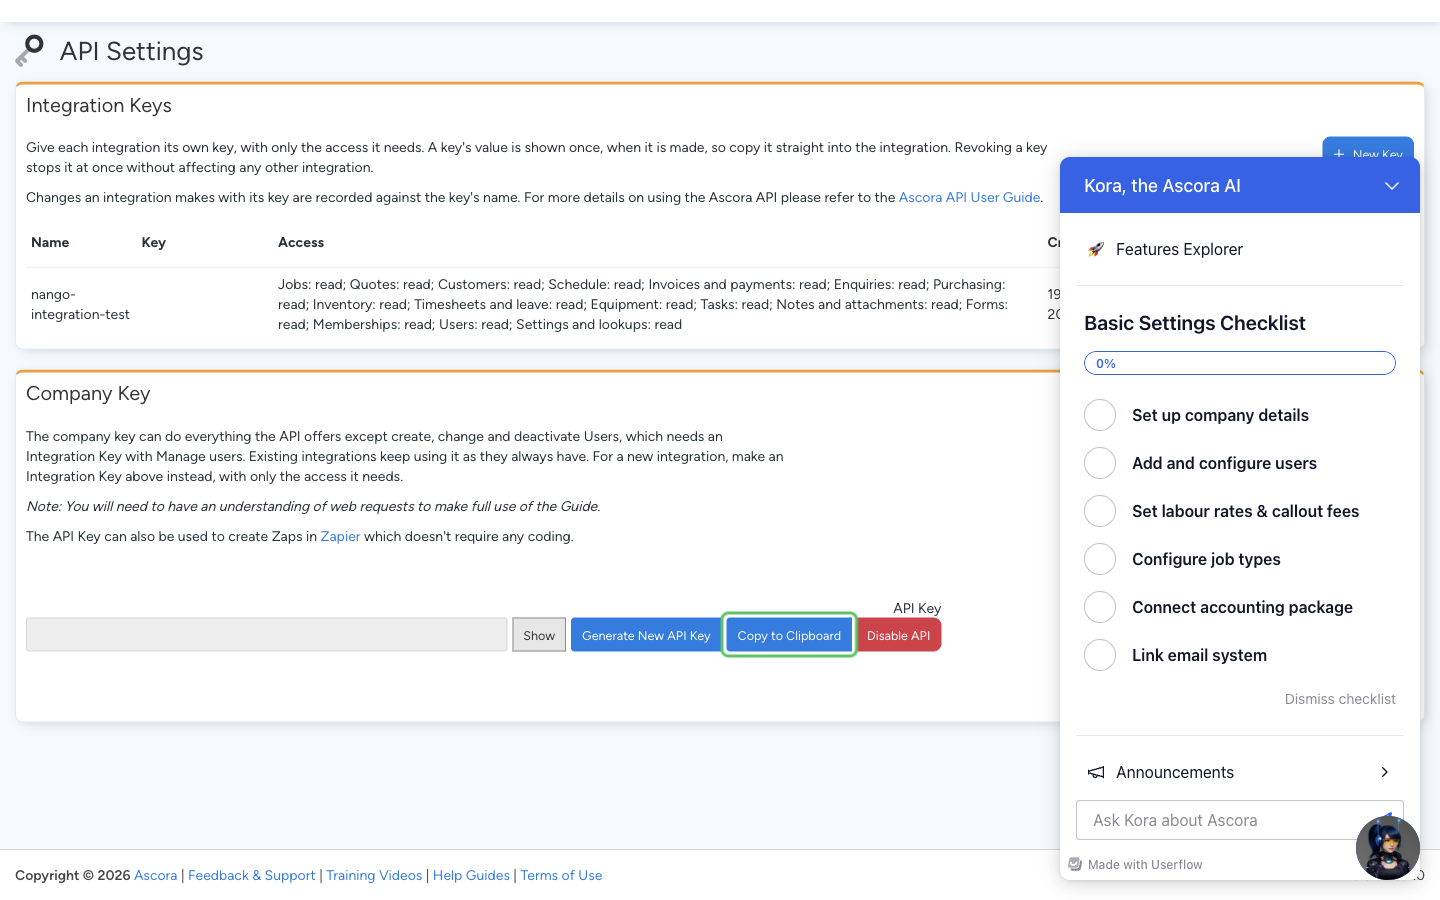 API Settings
Integration Keys
Give each integration its own key, with only the access it needs. A key's value is shown once, when it is made, so copy it straight into the integration. Revoking a key
stops it at once without affecting any other integration.
+ New Key
Changes an integration makes with its key are recorded against the key's name. For more details on using the Ascora API please refer to the Ascora API User Guide.
Name Key Access
nango-
integration-test
Jobs: read; Quotes: read; Customers: read; Schedule: read; Invoices and payments: read; Enquiries: read; Purchasing:
read; Inventory: read; Timesheets and leave: read; Equipment: read; Tasks: read; Notes and attachments: read; Forms:
read; Memberships: read; Users: read; Settings and lookups: read
Company Key
The company key can do everything the API offers except create, change and deactivate Users, which needs an
Integration Key with Manage users. Existing integrations keep using it as they always have. For a new integration, make an
Integration Key above instead, with only the access it needs.
Note: You will need to have an understanding of web requests to make full use of the Guide.
The API Key can also be used to create Zaps in Zapier which doesn't require any coding.
API Key
Show Generate New API Key Copy to Clipboard Disable API
Kora, the Ascora AI
Features Explorer
Basic Settings Checklist
0%
Set up company details
Add and configure users
Set labour rates & callout fees
Configure job types
Connect accounting package
Link email system
Dismiss checklist
Announcements
Ask Kora about Ascora
Made with Userflow
Copyright © 2026 Ascora | Feedback & Support | Training Videos | Help Guides | Terms of Use